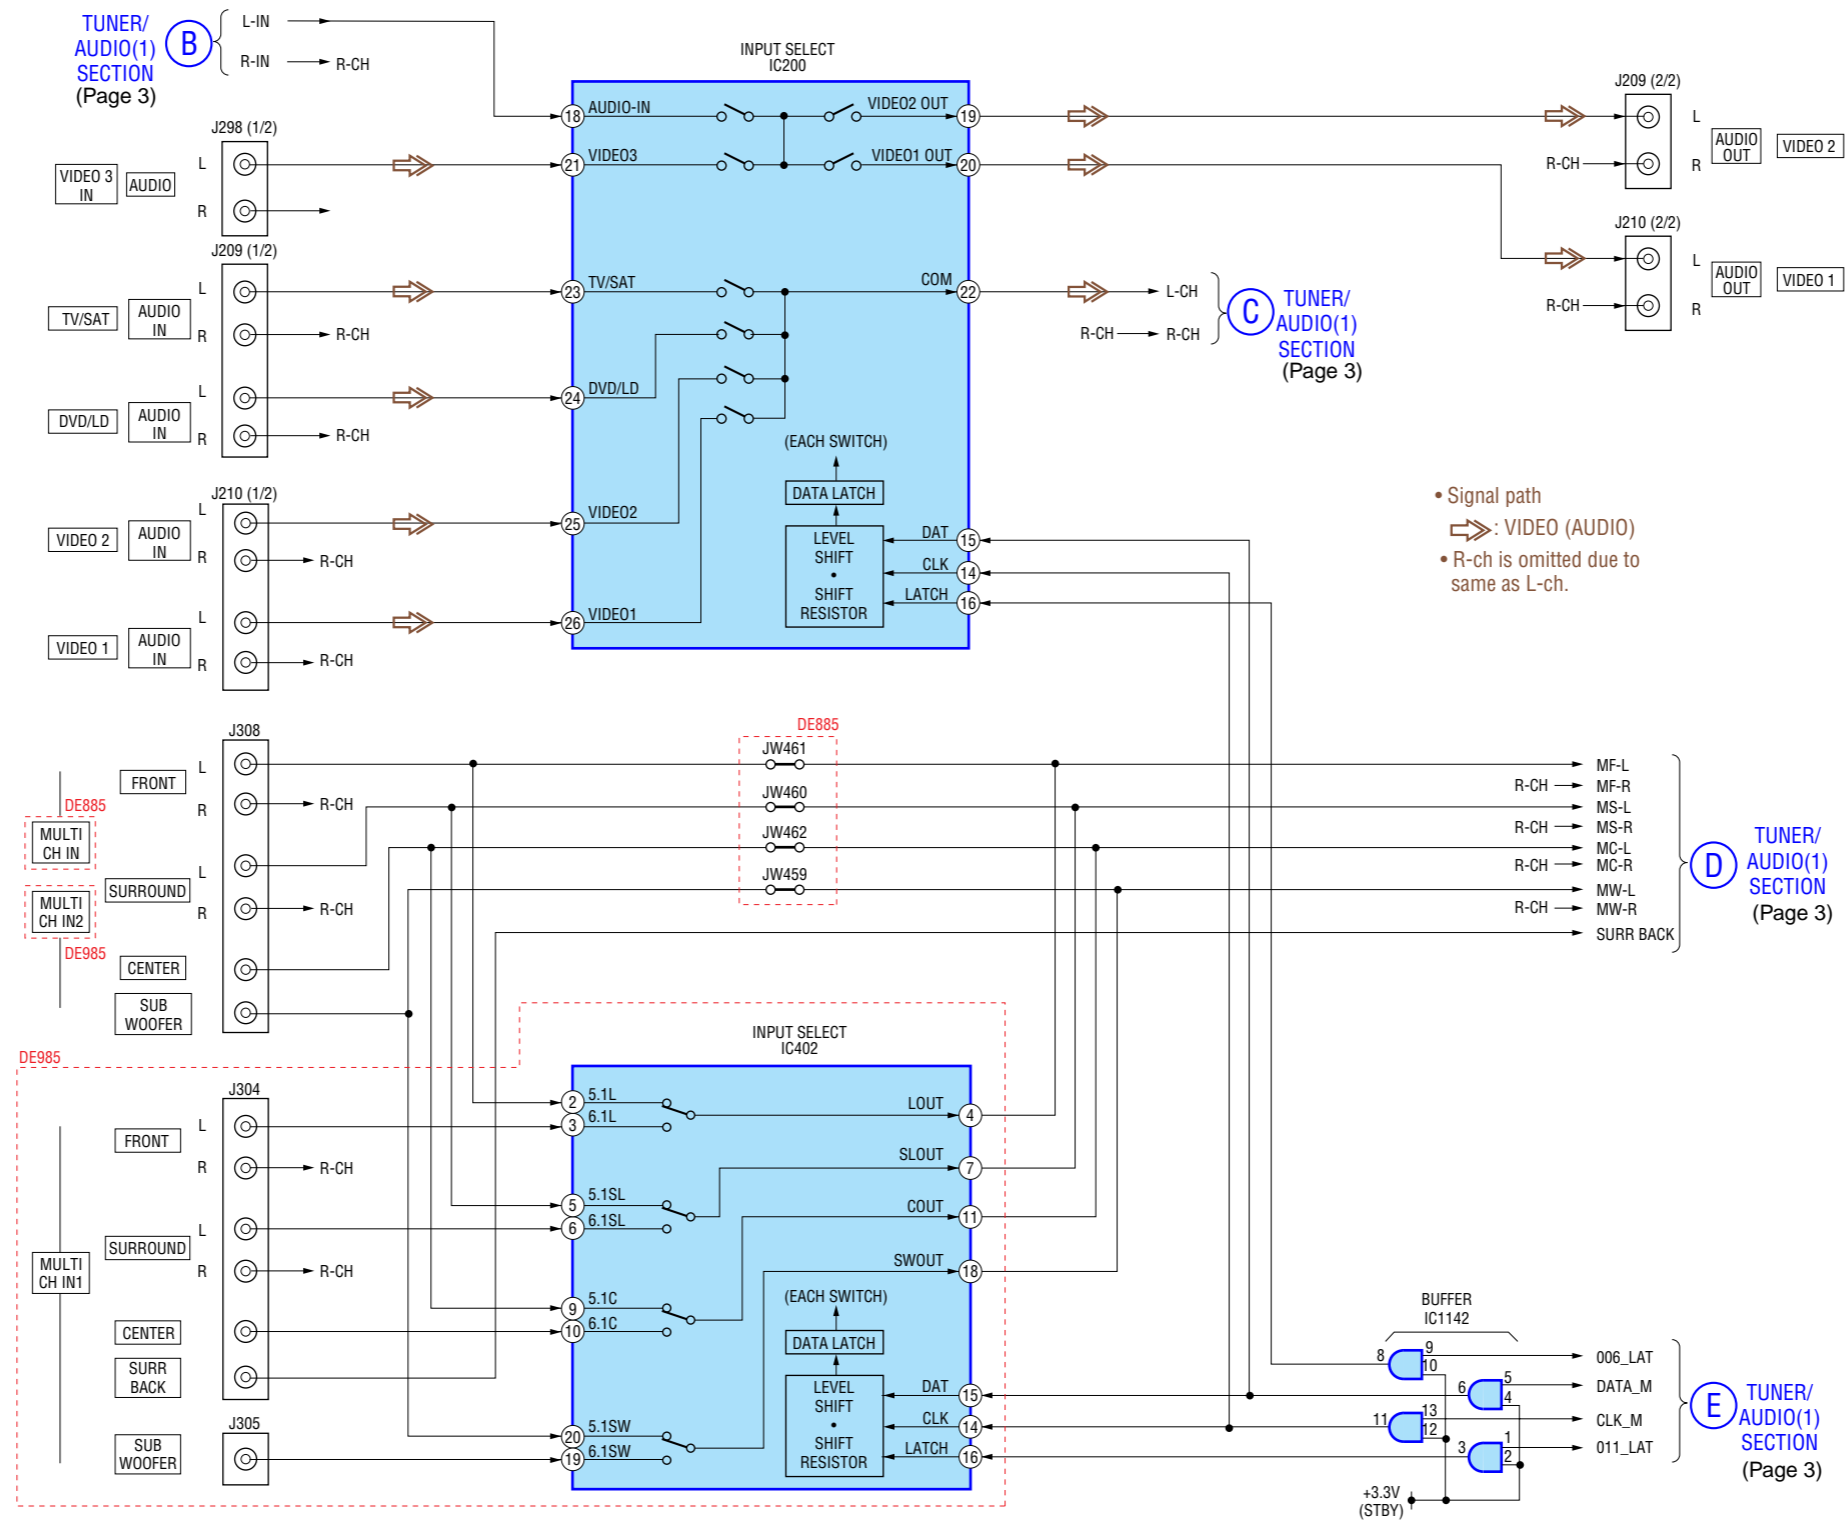 TUNER/
AUDIO(1)
SECTION
(Page 3)
B
L-IN
R-IN
R-CH
INPUT SELECT
IC200
J298 (1/2)
VIDEO 3
IN
AUDIO
L
R
J209 (1/2)
TV/SAT
AUDIO
IN
L
R
R-CH
DVD/LD
AUDIO
IN
L
R
R-CH
J210 (1/2)
VIDEO 2
AUDIO
IN
L
R
R-CH
VIDEO 1
AUDIO
IN
L
R
R-CH
18 AUDIO-IN
21 VIDEO3
23 TV/SAT
24 DVD/LD
25 VIDEO2
26 VIDEO1
VIDEO2 OUT 19
VIDEO1 OUT 20
COM 22
(EACH SWITCH)
DATA LATCH
LEVEL
SHIFT
•
SHIFT
RESISTOR
DAT 15
CLK 14
LATCH 16
J209 (2/2)
L
R-CH
R
AUDIO
OUT
VIDEO 2
J210 (2/2)
L
R-CH
R
AUDIO
OUT
VIDEO 1
L-CH
R-CH R-CH
C
TUNER/
AUDIO(1)
SECTION
(Page 3)
• Signal path
: VIDEO (AUDIO)
• R-ch is omitted due to
same as L-ch.
J308
FRONT
L
R
R-CH
DE885
MULTI
CH IN
MULTI
CH IN2
DE985
SURROUND
L
R
R-CH
CENTER
SUB
WOOFER
DE885
JW461
JW460
JW462
JW459
MF-L
R-CH MF-R
MS-L
R-CH MS-R
MC-L
R-CH MC-R
MW-L
R-CH MW-R
SURR BACK
D
TUNER/
AUDIO(1)
SECTION
(Page 3)
DE985
J304
FRONT
L
R
R-CH
SURROUND
L
R
R-CH
MULTI
CH IN1
CENTER
SURR
BACK
J305
SUB
WOOFER
INPUT SELECT
IC402
2 5.1L
3 6.1L
5 5.1SL
6 6.1SL
9 5.1C
10 6.1C
20 5.1SW
19 6.1SW
LOUT 4
SLOUT 7
COUT 11
SWOUT 18
(EACH SWITCH)
DATA LATCH
LEVEL
SHIFT
•
SHIFT
RESISTOR
DAT 15
CLK 14
LATCH 16
BUFFER
IC1142
8 9 10
6 5 4
11 13 12
3 1 2
006_LAT
DATA_M
CLK_M
011_LAT
+3.3V
(STBY)
E
TUNER/
AUDIO(1)
SECTION
(Page 3)